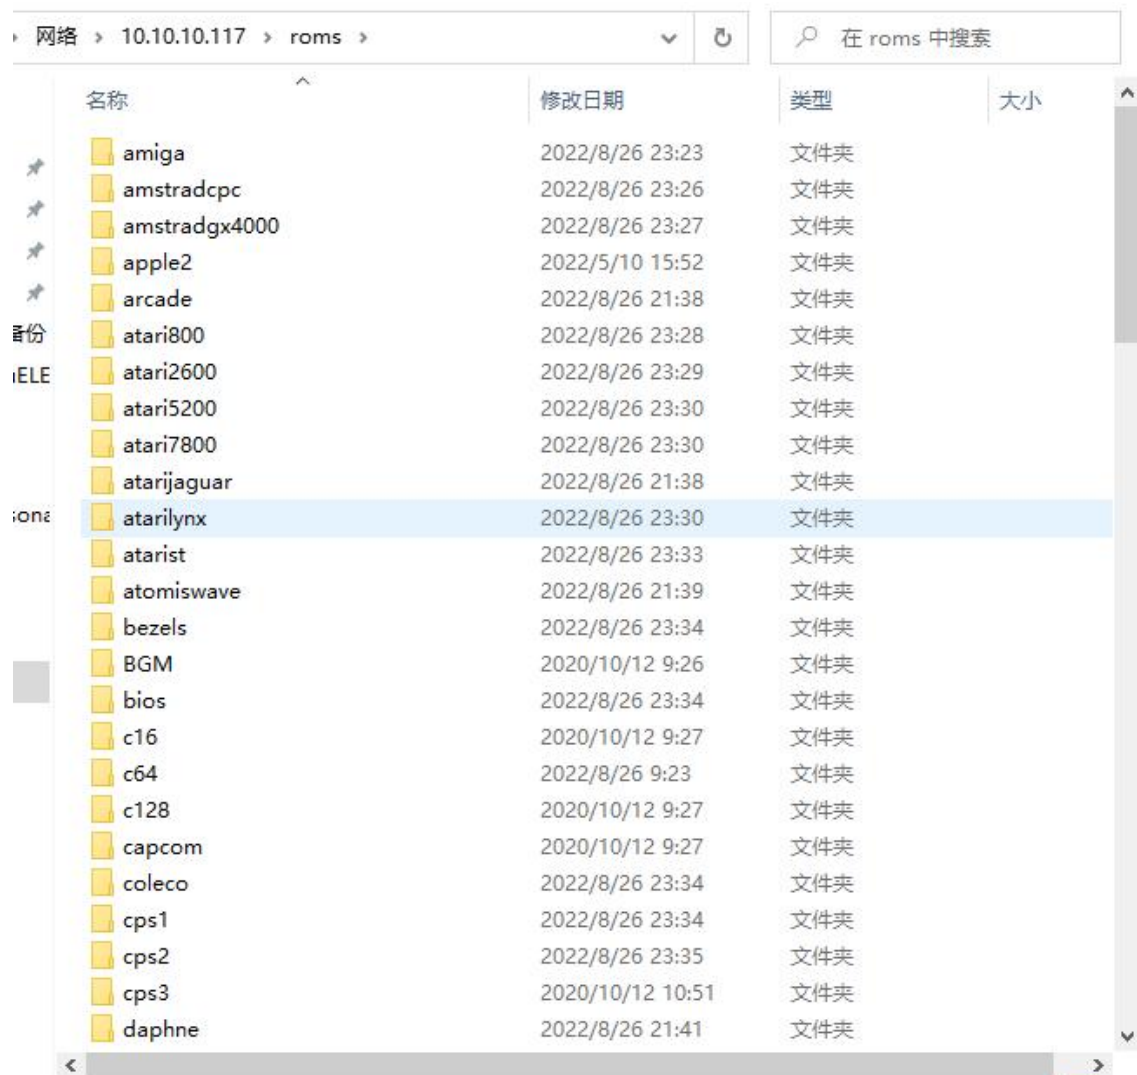 网络 › 10.10.10.117 › roms ›
在 roms 中搜索
名称 修改日期 类型 大小
amiga 2022/8/26 23:23 文件夹
amstradcpc 2022/8/26 23:26 文件夹
amstradgx4000 2022/8/26 23:27 文件夹
apple2 2022/5/10 15:52 文件夹
arcade 2022/8/26 21:38 文件夹
备份
atari800 2022/8/26 23:28 文件夹
ELE
atari2600 2022/8/26 23:29 文件夹
atari5200 2022/8/26 23:30 文件夹
atari7800 2022/8/26 23:30 文件夹
atarijaguar 2022/8/26 21:38 文件夹
sona
atarilynx 2022/8/26 23:30 文件夹
atarist 2022/8/26 23:33 文件夹
atomiswave 2022/8/26 21:39 文件夹
bezels 2022/8/26 23:34 文件夹
BGM 2020/10/12 9:26 文件夹
bios 2022/8/26 23:34 文件夹
c16 2020/10/12 9:27 文件夹
c64 2022/8/26 9:23 文件夹
c128 2020/10/12 9:27 文件夹
capcom 2020/10/12 9:27 文件夹
coleco 2022/8/26 23:34 文件夹
cps1 2022/8/26 23:34 文件夹
cps2 2022/8/26 23:35 文件夹
cps3 2020/10/12 10:51 文件夹
daphne 2022/8/26 21:41 文件夹